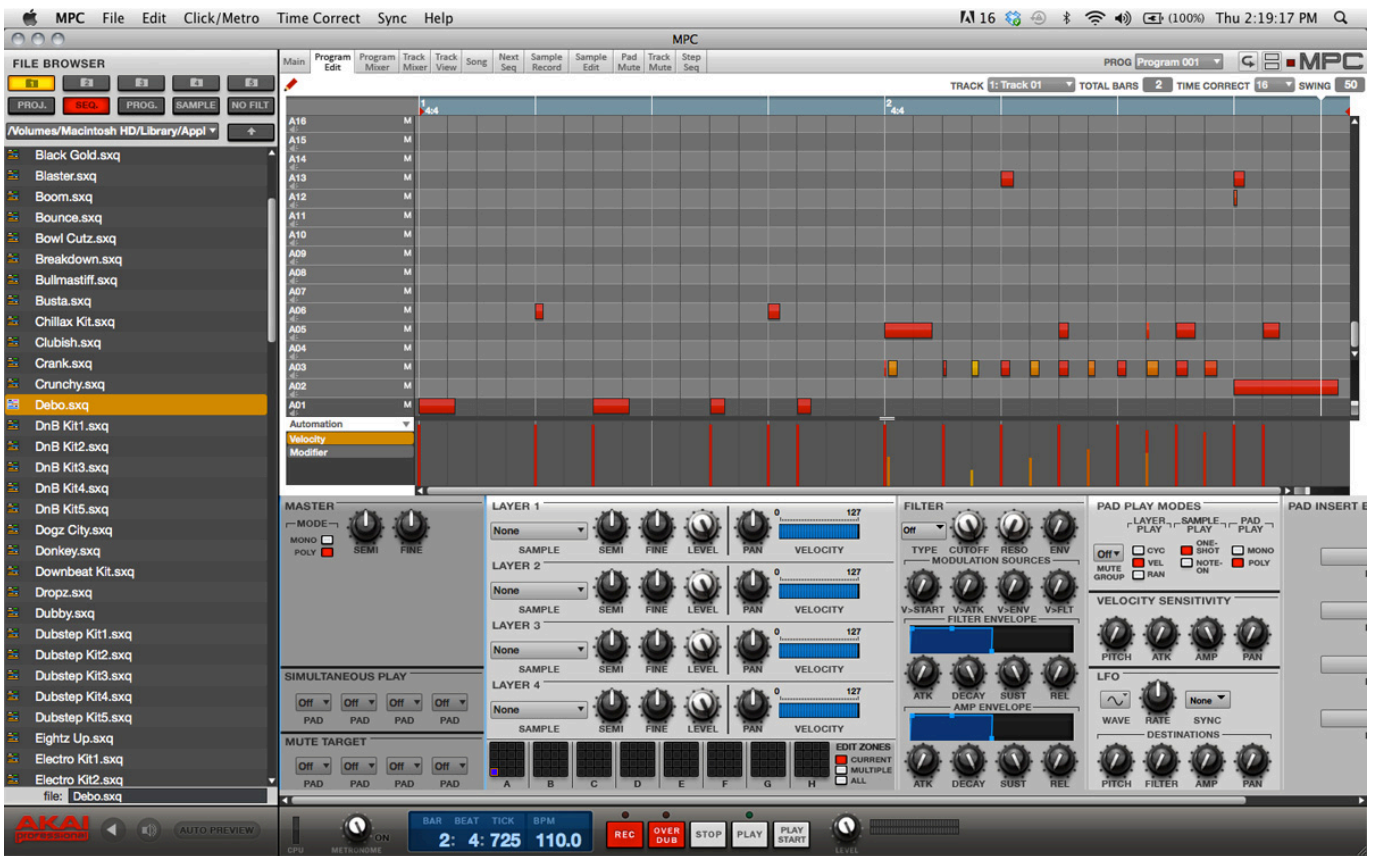 MPC File Edit Click/Metro Time Correct Sync Help
16 (100%) Thu 2:19:17 PM
MPC
FILE BROWSER
1 2 3 4 5
PROJ. SEQ. PROG. SAMPLE NO FILT
/Volumes/Macintosh HD/Library/Appl
Black Gold.sxq
Blaster.sxq
Boom.sxq
Bounce.sxq
Bowl Cutz.sxq
Breakdown.sxq
Bullmastiff.sxq
Busta.sxq
Chillax Kit.sxq
Clubish.sxq
Crank.sxq
Crunchy.sxq
Debo.sxq
DnB Kit1.sxq
DnB Kit2.sxq
DnB Kit3.sxq
DnB Kit4.sxq
DnB Kit5.sxq
Dogz City.sxq
Donkey.sxq
Downbeat Kit.sxq
Dropz.sxq
Dubby.sxq
Dubstep Kit1.sxq
Dubstep Kit2.sxq
Dubstep Kit3.sxq
Dubstep Kit4.sxq
Dubstep Kit5.sxq
Eightz Up.sxq
Electro Kit1.sxq
Electro Kit2.sxq
file: Debo.sxq
AKAI
professional
AUTO PREVIEW
Main Program Edit Program Mixer Track Mixer Track View Song Next Seq Sample Record Sample Edit Pad Mute Track Mute Step Seq
PROG Program 001
MPC
TRACK 1: Track 01 TOTAL BARS 2 TIME CORRECT 16 SWING 50
1 4:4 2 4:4
A16 M
A15 M
A14 M
A13 M
A12 M
A11 M
A10 M
A09 M
A08 M
A07 M
A06 M
A05 M
A04 M
A03 M
A02 M
A01 M
Automation
Velocity
Modifier
MASTER
MODE
MONO
POLY
SEMI FINE
SIMULTANEOUS PLAY
Off Off Off Off
PAD PAD PAD PAD
MUTE TARGET
Off Off Off Off
PAD PAD PAD PAD
LAYER 1
None 0 127
SAMPLE SEMI FINE LEVEL PAN VELOCITY
LAYER 2
None 0 127
SAMPLE SEMI FINE LEVEL PAN VELOCITY
LAYER 3
None 0 127
SAMPLE SEMI FINE LEVEL PAN VELOCITY
LAYER 4
None 0 127
SAMPLE SEMI FINE LEVEL PAN VELOCITY
A B C D E F G H
EDIT ZONES
CURRENT
MULTIPLE
ALL
FILTER
Off
TYPE CUTOFF RESO ENV
MODULATION SOURCES
V>START V>ATK V>ENV V>FLT
FILTER ENVELOPE
ATK DECAY SUST REL
AMP ENVELOPE
ATK DECAY SUST REL
PAD PLAY MODES
LAYER PLAY SAMPLE PLAY PAD PLAY
Off
MUTE GROUP
CYC
VEL
RAN
ONE-SHOT
NOTE-ON
MONO
POLY
VELOCITY SENSITIVITY
PITCH ATK AMP PAN
LFO
None
WAVE RATE SYNC
DESTINATIONS
PITCH FILTER AMP PAN
PAD INSERT E
CPU
METRONOME
ON
BAR BEAT TICK BPM
2: 4: 725 110.0
REC OVER DUB STOP PLAY PLAY START
LEVEL